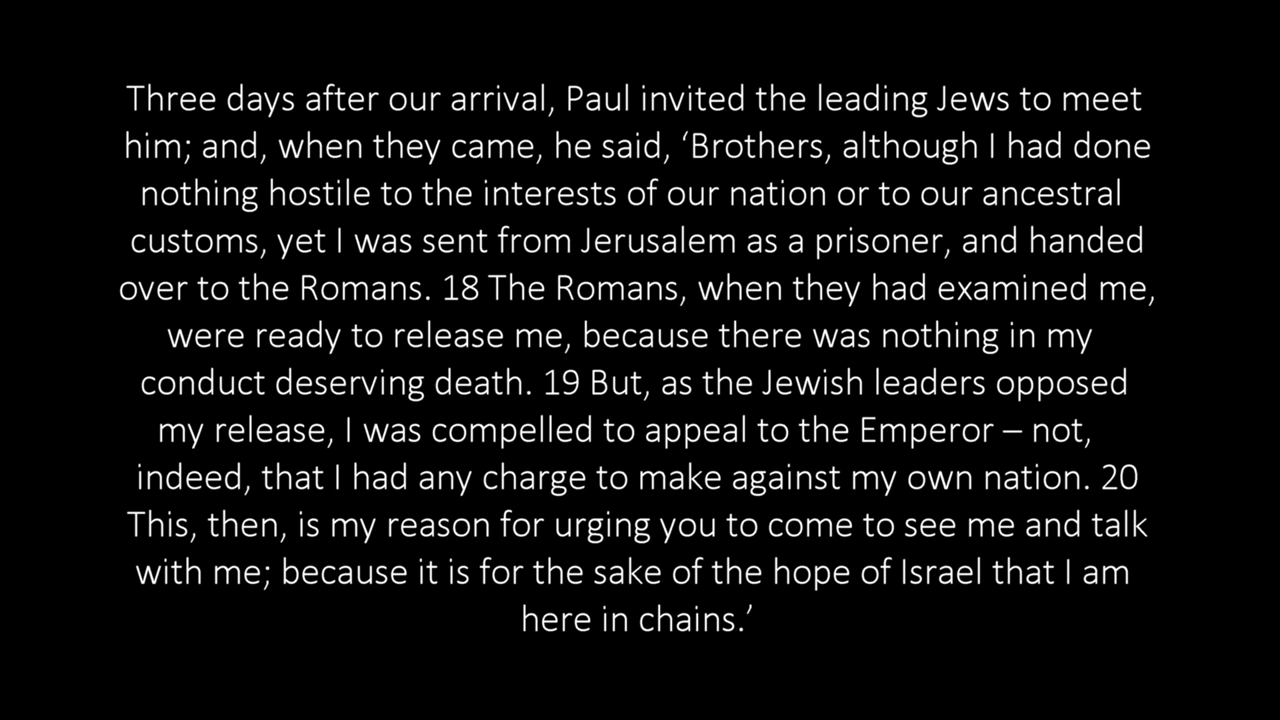 Three days after our arrival, Paul invited the leading Jews to meet
him; and, when they came, he said, ‘Brothers, although I had done
nothing hostile to the interests of our nation or to our ancestral
customs, yet I was sent from Jerusalem as a prisoner, and handed
over to the Romans. 18 The Romans, when they had examined me,
were ready to release me, because there was nothing in my
conduct deserving death. 19 But, as the Jewish leaders opposed
my release, I was compelled to appeal to the Emperor – not,
indeed, that I had any charge to make against my own nation. 20
This, then, is my reason for urging you to come to see me and talk
with me; because it is for the sake of the hope of Israel that I am
here in chains.’